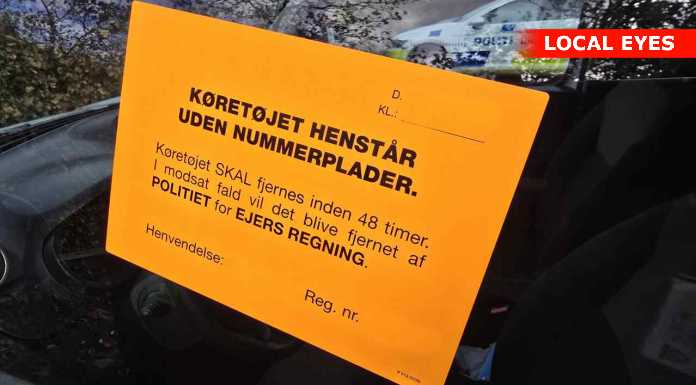 LOCAL EYES
D.
KL.:
KØRETØJET HENSTÅR
UDEN NUMMERPLADER.
Køretøjet SKAL fjernes inden 48 timer.
I modsat fald vil det blive fjernet af
POLITIET for EJERS REGNING.
Henvendelse:
Reg. nr.